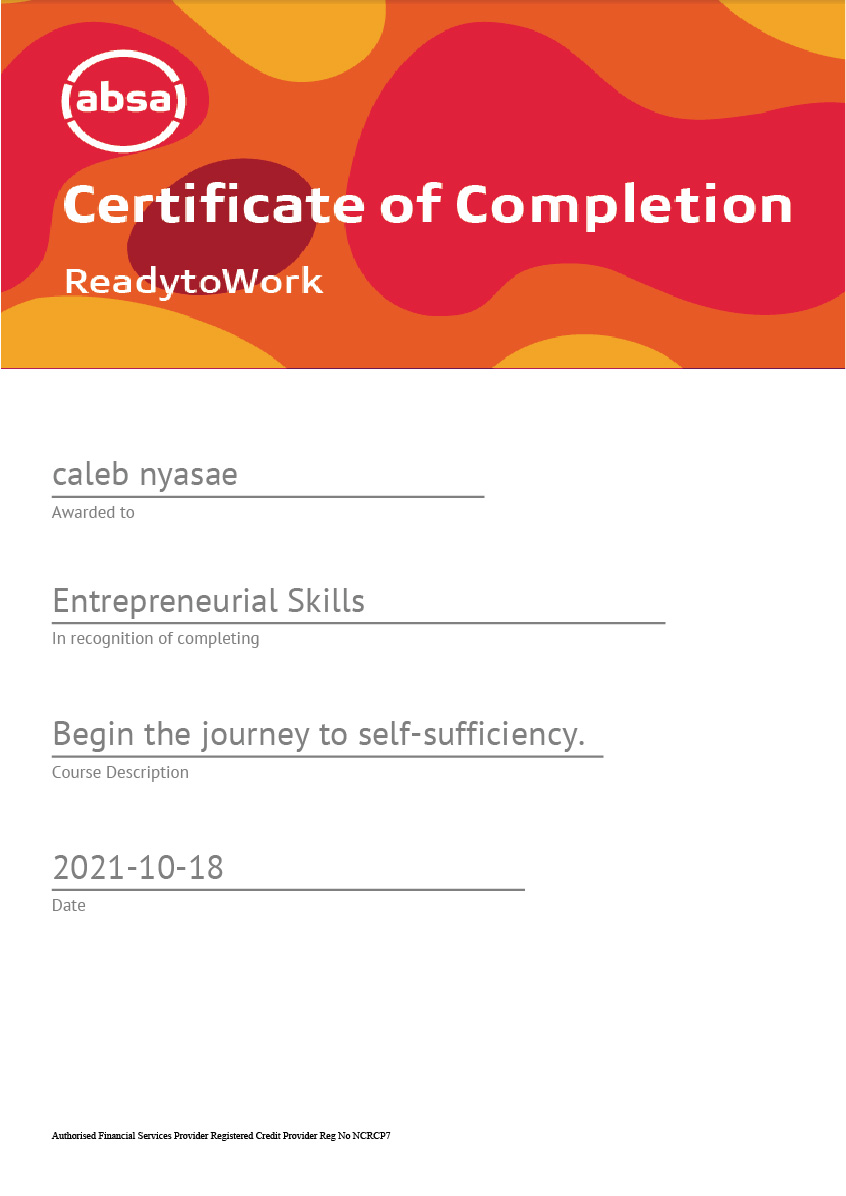 absa
Certificate of Completion
ReadytoWork
caleb nyasae
Awarded to
Entrepreneurial Skills
In recognition of completing
Begin the journey to self-sufficiency.
Course Description
2021-10-18
Date
Authorised Financial Services Provider Registered Credit Provider Reg No NCRCP7